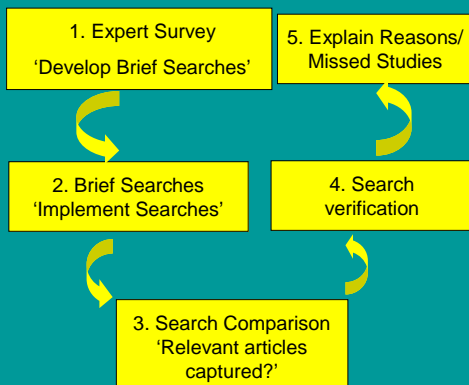 1. Expert Survey
‘Develop Brief Searches’
2. Brief Searches
‘Implement Searches’
3. Search Comparison
‘Relevant articles
captured?’
4. Search
verification
5. Explain Reasons/
Missed Studies